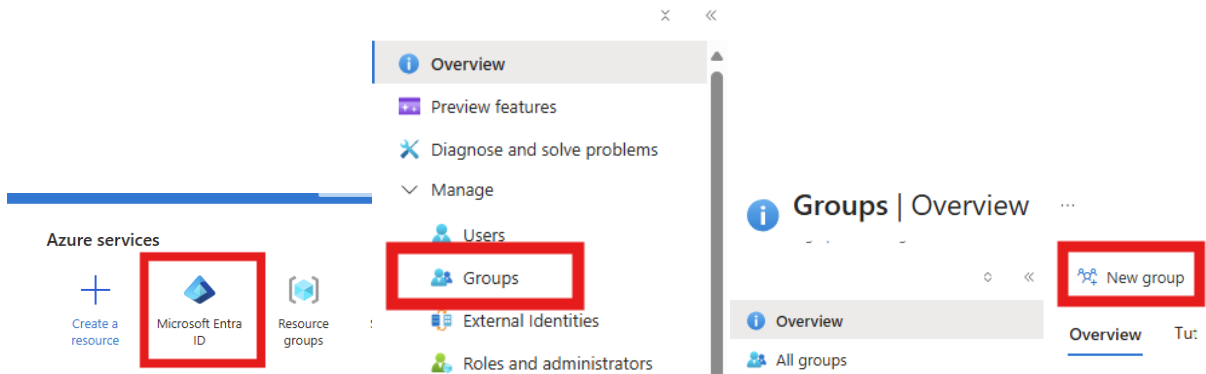 Azure services
Create a
resource
Microsoft Entra
ID
Resource
groups
Overview
Preview features
Diagnose and solve problems
Manage
Users
Groups
External Identities
Roles and administrators
Groups | Overview
New group
Overview
All groups
Overview